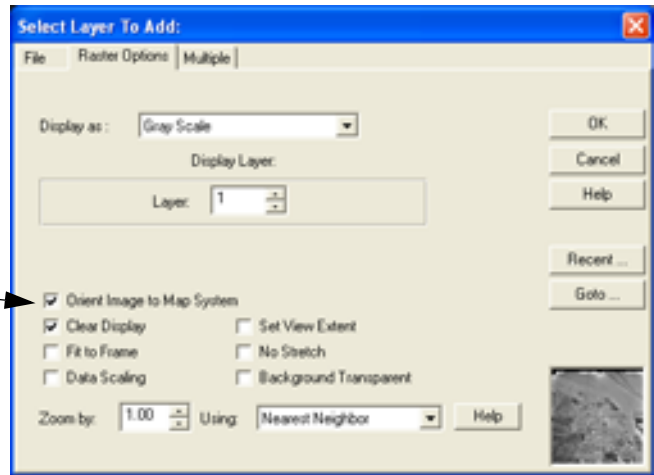 Select Layer To Add:
File Raster Options Multiple
Display as : Gray Scale OK
Display Layer: Cancel
Layer: 1 Help
Recent ...
Orient Image to Map System Goto ...
Clear Display Set View Extent
Fit to Frame No Stretch
Data Scaling Background Transparent
Zoom by: 1.00 Using: Nearest Neighbor Help